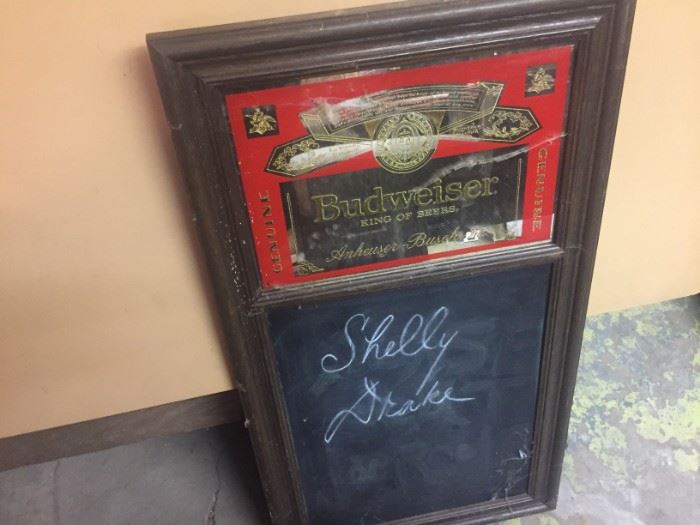 GENUINE
GENUINE
Budweiser
KING OF BEERS.
Anheuser-Busch
Shelly
Drake